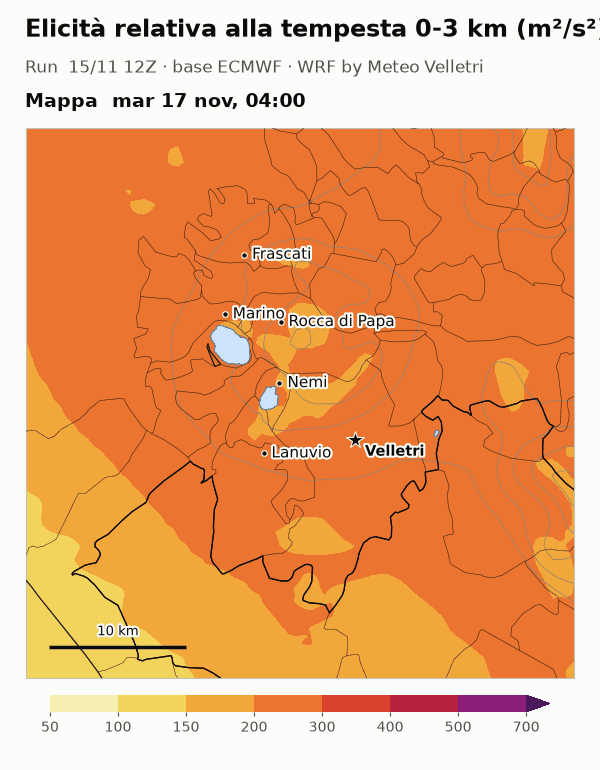 Elicità relativa alla tempesta 0-3 km (m²/s²)
Run  15/11 12Z · base ECMWF · WRF by Meteo Velletri
Mappa  mar 17 nov, 04:00
Frascati
Marino
Rocca di Papa
Nemi
Velletri
Lanuvio
10 km
50 100 150 200 300 400 500 700